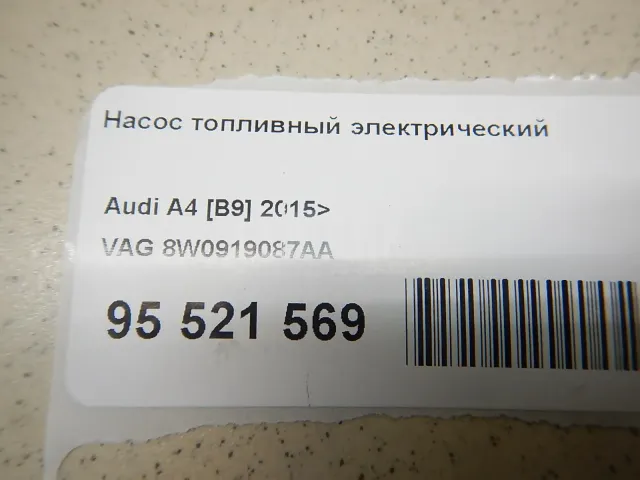 Насос топливный электрический
Audi A4 [B9] 2015>
VAG 8W0919087AA
95 521 569